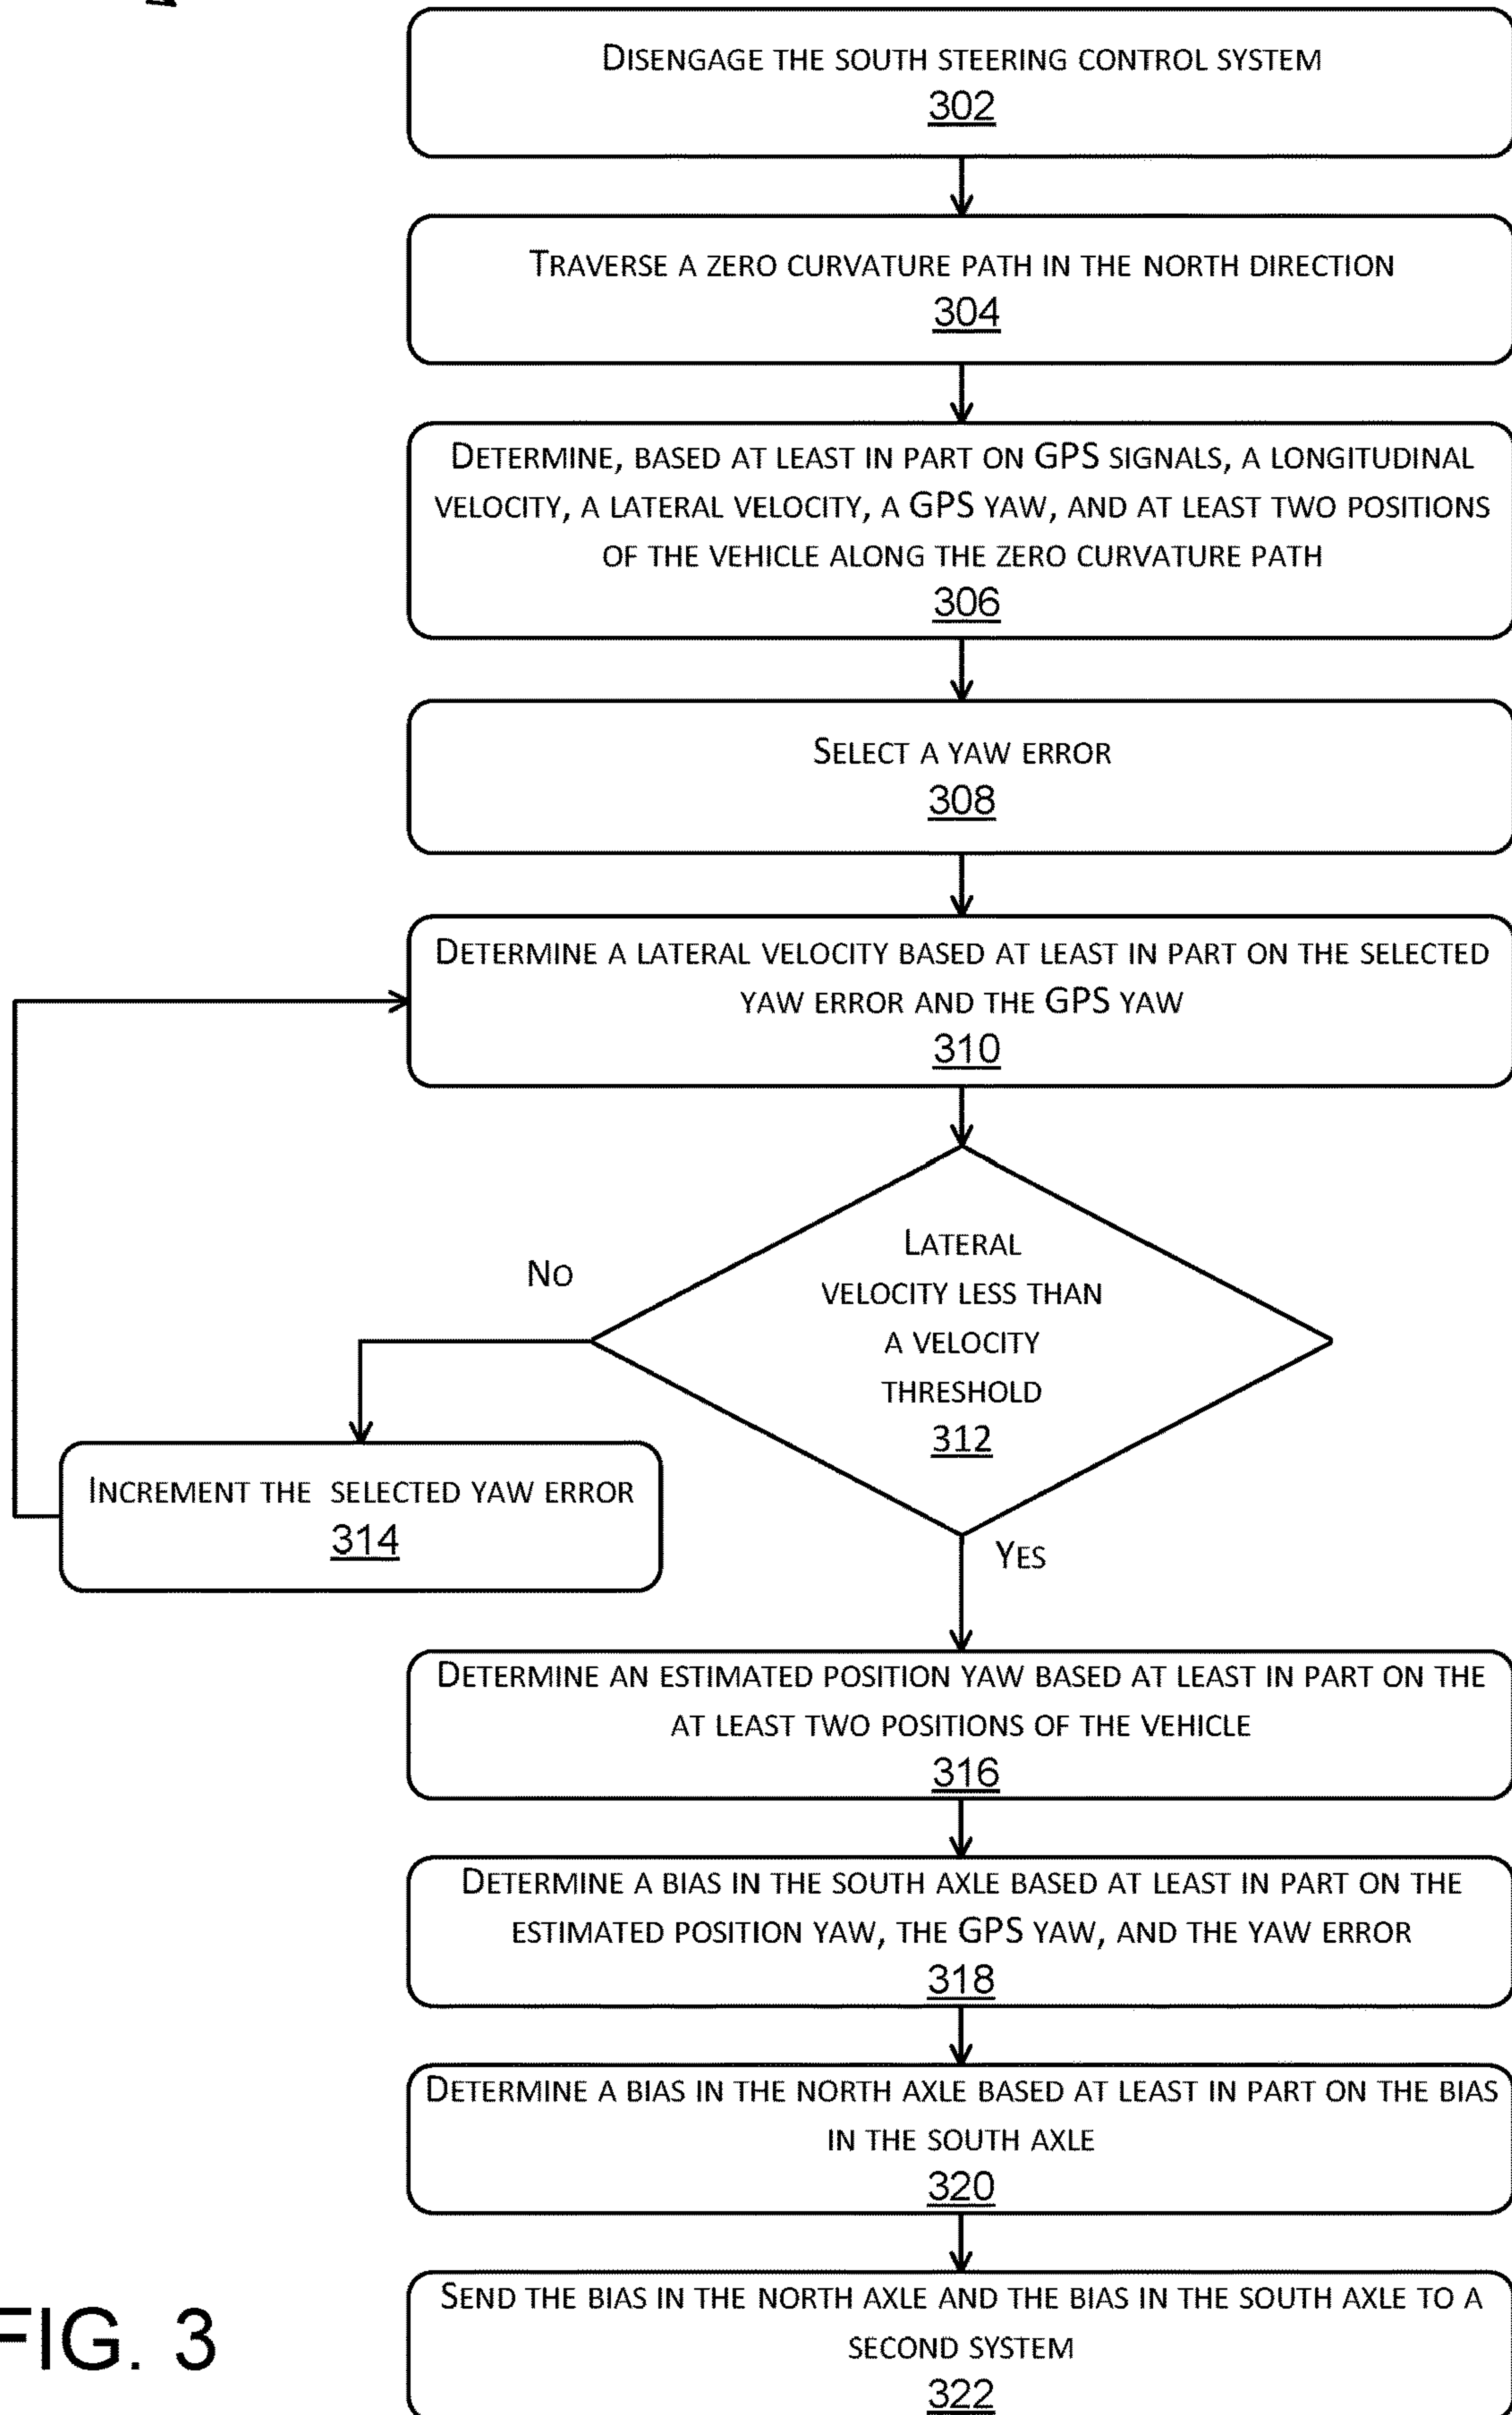 DISENGAGE THE SOUTH STEERING CONTROL SYSTEM
302
TRAVERSE A ZERO CURVATURE PATH IN THE NORTH DIRECTION
304
DETERMINE, BASED AT LEAST IN PART ON GPS SIGNALS, A LONGITUDINAL
VELOCITY, A LATERAL VELOCITY, A GPS YAW, AND AT LEAST TWO POSITIONS
OF THE VEHICLE ALONG THE ZERO CURVATURE PATH
306
SELECT A YAW ERROR
308
DETERMINE A LATERAL VELOCITY BASED AT LEAST IN PART ON THE SELECTED
YAW ERROR AND THE GPS YAW
310
LATERAL
VELOCITY LESS THAN
A VELOCITY
THRESHOLD
312
NO
INCREMENT THE SELECTED YAW ERROR
314
YES
DETERMINE AN ESTIMATED POSITION YAW BASED AT LEAST IN PART ON THE
AT LEAST TWO POSITIONS OF THE VEHICLE
316
DETERMINE A BIAS IN THE SOUTH AXLE BASED AT LEAST IN PART ON THE
ESTIMATED POSITION YAW, THE GPS YAW, AND THE YAW ERROR
318
DETERMINE A BIAS IN THE NORTH AXLE BASED AT LEAST IN PART ON THE BIAS
IN THE SOUTH AXLE
320
SEND THE BIAS IN THE NORTH AXLE AND THE BIAS IN THE SOUTH AXLE TO A
SECOND SYSTEM
322
FIG. 3